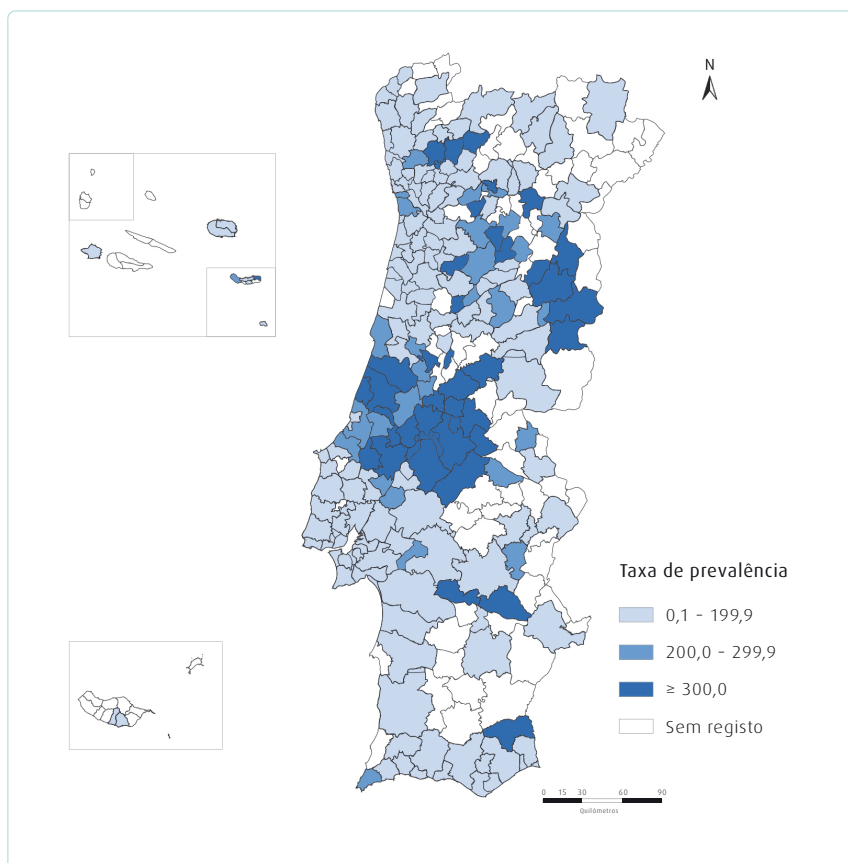 N
Taxa de prevalência
0,1 - 199,9
200,0 - 299,9
≥ 300,0
Sem registo
0 15 30 60 90
Quilómetros